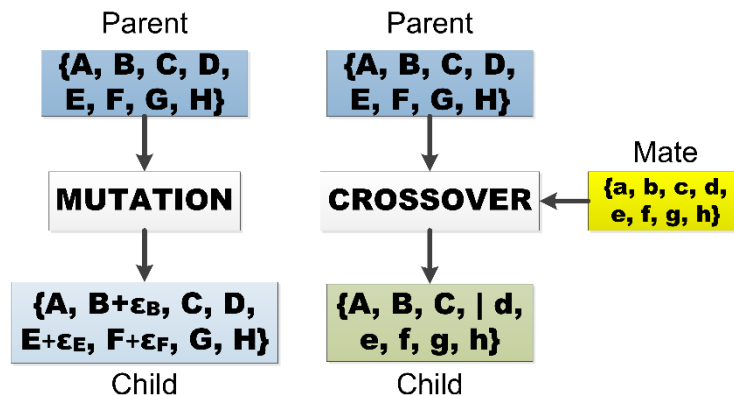 Parent
{A, B, C, D,
E, F, G, H}
MUTATION
{A, B+εB, C, D,
E+εE, F+εF, G, H}
Child
Parent
{A, B, C, D,
E, F, G, H}
CROSSOVER
Mate
{a, b, c, d,
e, f, g, h}
{A, B, C, | d,
e, f, g, h}
Child